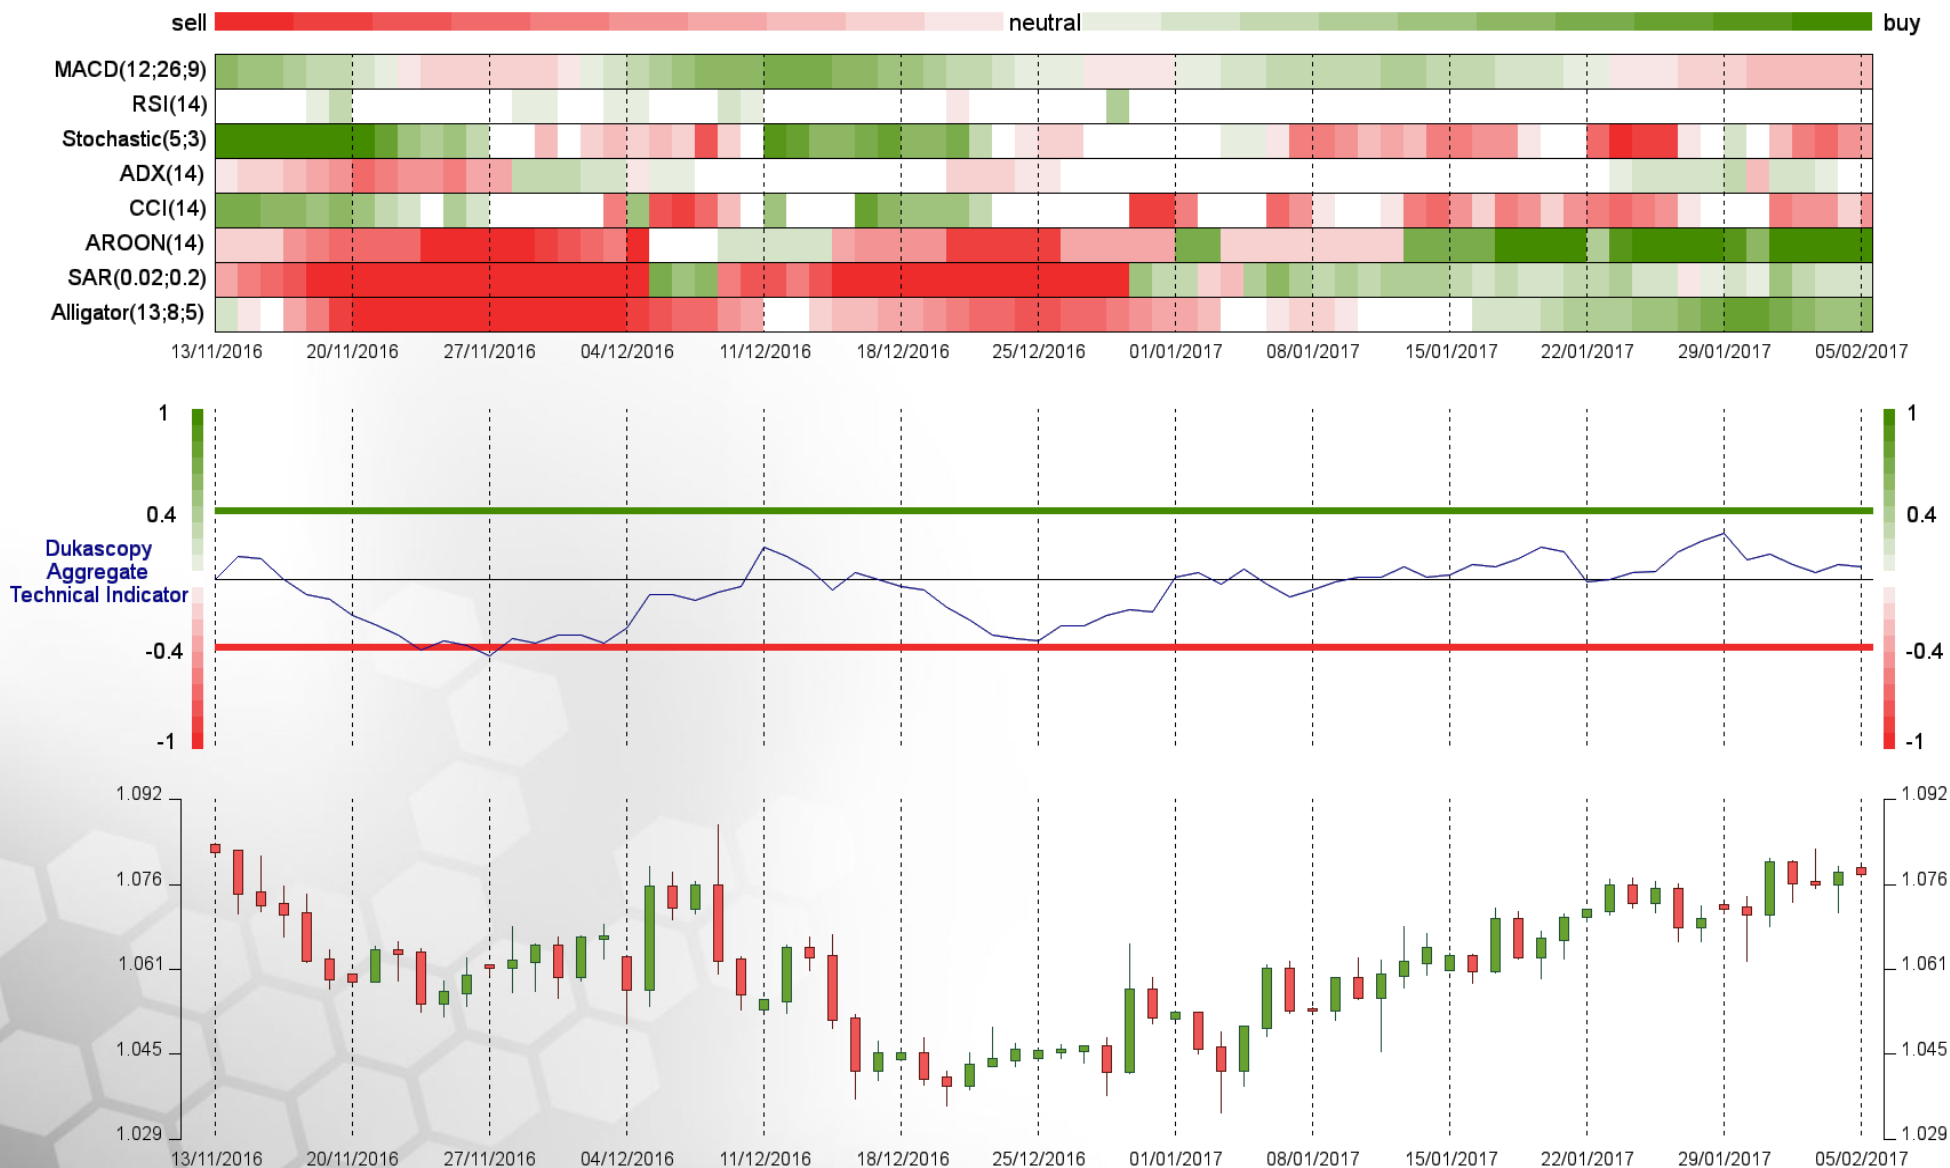 sell neutral buy
MACD(12;26;9)
RSI(14)
Stochastic(5;3)
ADX(14)
CCI(14)
AROON(14)
SAR(0.02;0.2)
Alligator(13;8;5)
13/11/2016 20/11/2016 27/11/2016 04/12/2016 11/12/2016 18/12/2016 25/12/2016 01/01/2017 08/01/2017 15/01/2017 22/01/2017 29/01/2017 05/02/2017
1 1
0.4 0.4
Dukascopy
Aggregate
Technical Indicator
-0.4 -0.4
-1 -1
1.092 1.092
1.076 1.076
1.061 1.061
1.045 1.045
1.029 1.029
13/11/2016 20/11/2016 27/11/2016 04/12/2016 11/12/2016 18/12/2016 25/12/2016 01/01/2017 08/01/2017 15/01/2017 22/01/2017 29/01/2017 05/02/2017